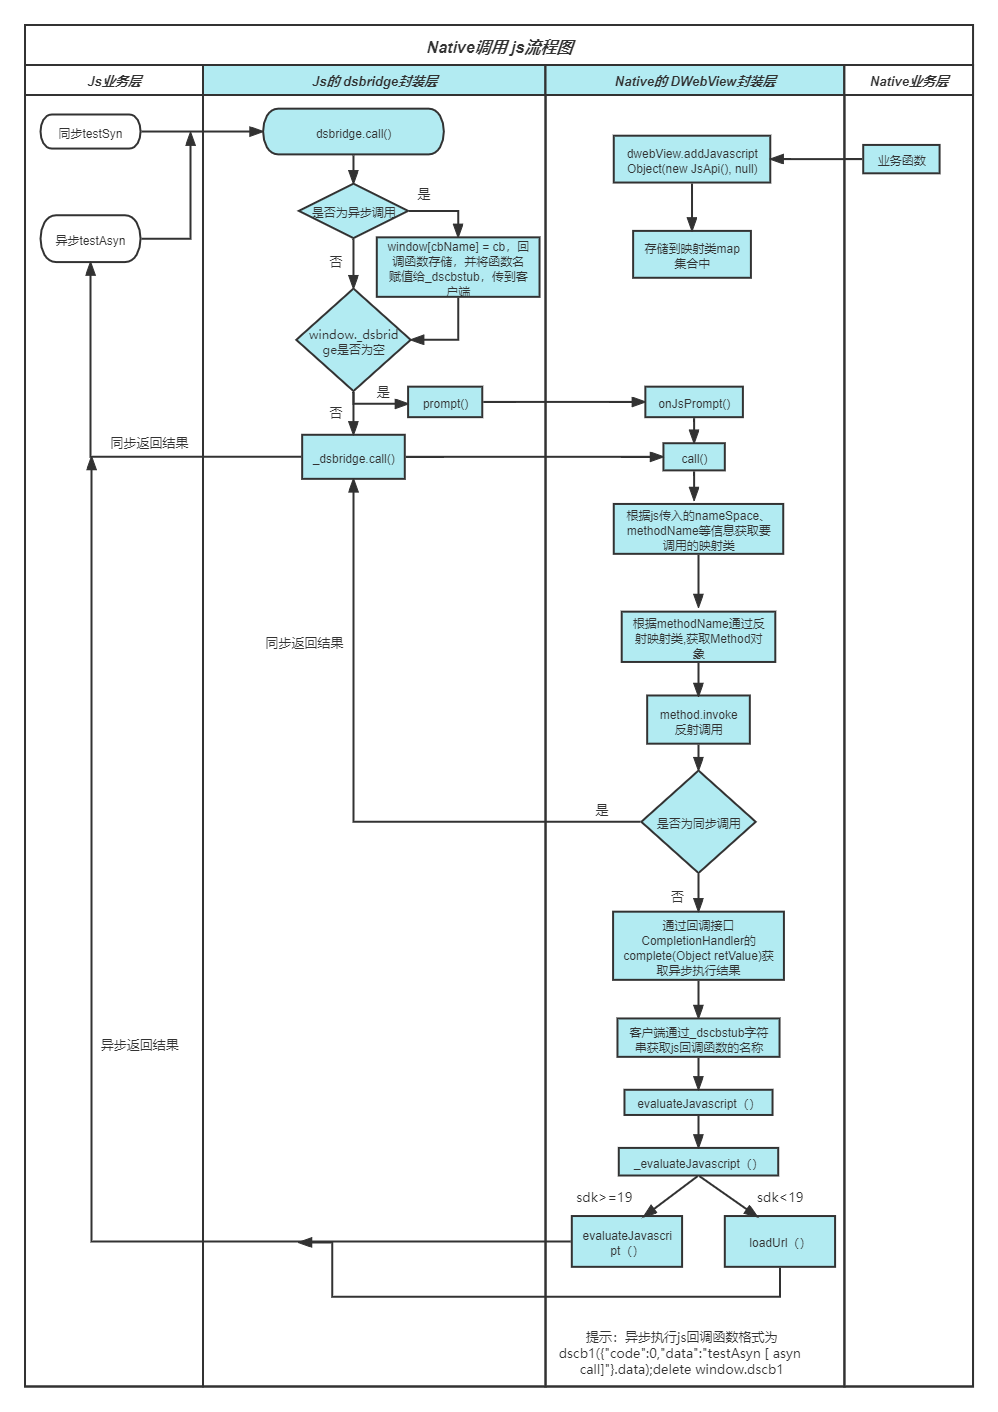 Native调用 js流程图
Js业务层
Js的 dsbridge封装层
Native的 DWebView封装层
Native业务层
同步testSyn
dsbridge.call()
dwebView.addJavascript
Object(new JsApi(), null)
业务函数
是
是否为异步调用
异步testAsyn
window[cbName] = cb，回
调函数存储，并将函数名
赋值给_dscbstub，传到客
户端
否
存储到映射类map
集合中
window._dsbrid
ge是否为空
是
prompt()
onJsPrompt()
否
同步返回结果
_dsbridge.call()
call()
根据js传入的nameSpace、
methodName等信息获取要
调用的映射类
同步返回结果
根据methodName通过反
射映射类,获取Method对
象
method.invoke
反射调用
是
是否为同步调用
否
通过回调接口
CompletionHandler的
complete(Object retValue)获
取异步执行结果
异步返回结果
客户端通过_dscbstub字符
串获取js回调函数的名称
evaluateJavascript（）
_evaluateJavascript（）
sdk>=19
sdk<19
evaluateJavascri
pt（）
loadUrl（）
提示：异步执行js回调函数格式为
dscb1({"code":0,"data":"testAsyn [ asyn
call]"}.data);delete window.dscb1